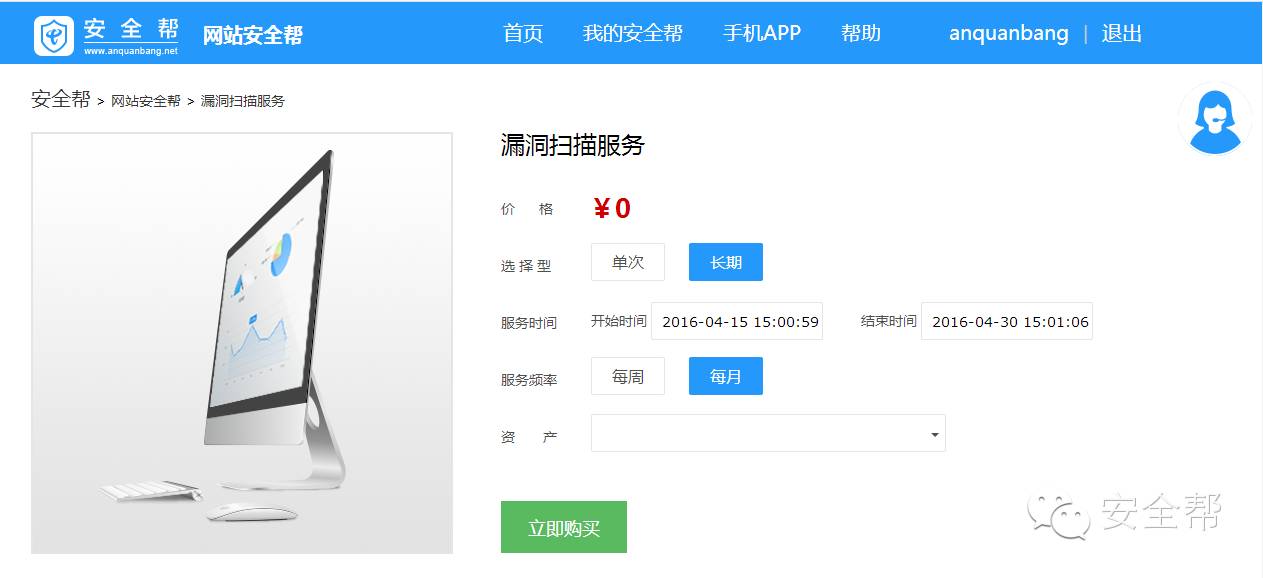 安全帮
www.anquanbang.net
网站安全帮
首页 我的安全帮 手机APP 帮助 anquanbang | 退出
安全帮 > 网站安全帮 > 漏洞扫描服务
漏洞扫描服务
价 格 ¥0
选择型 单次 长期
服务时间 开始时间 2016-04-15 15:00:59 结束时间 2016-04-30 15:01:06
服务频率 每周 每月
资 产
立即购买
安全帮